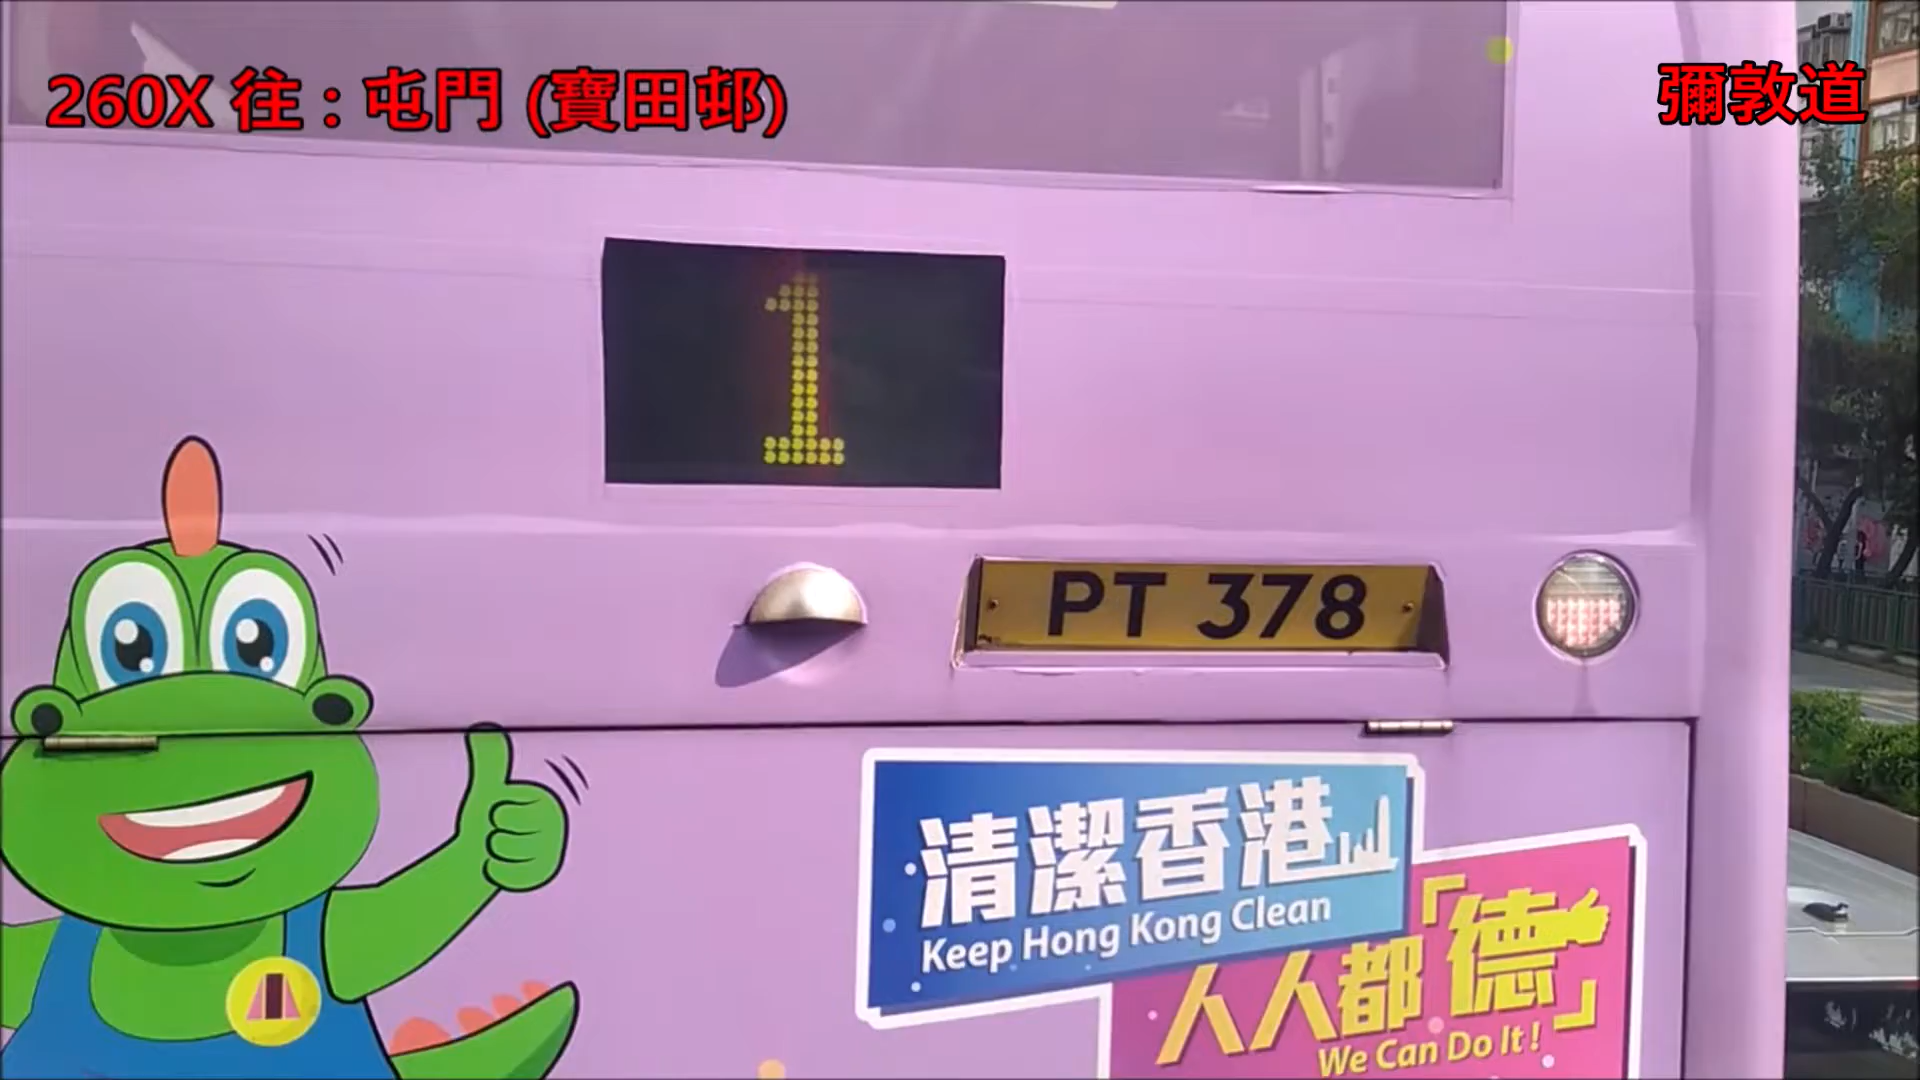 260X 往 : 屯門 (寶田邨)
彌敦道
1
PT 378
清潔香港
Keep Hong Kong Clean
人人都「德」
We Can Do It !